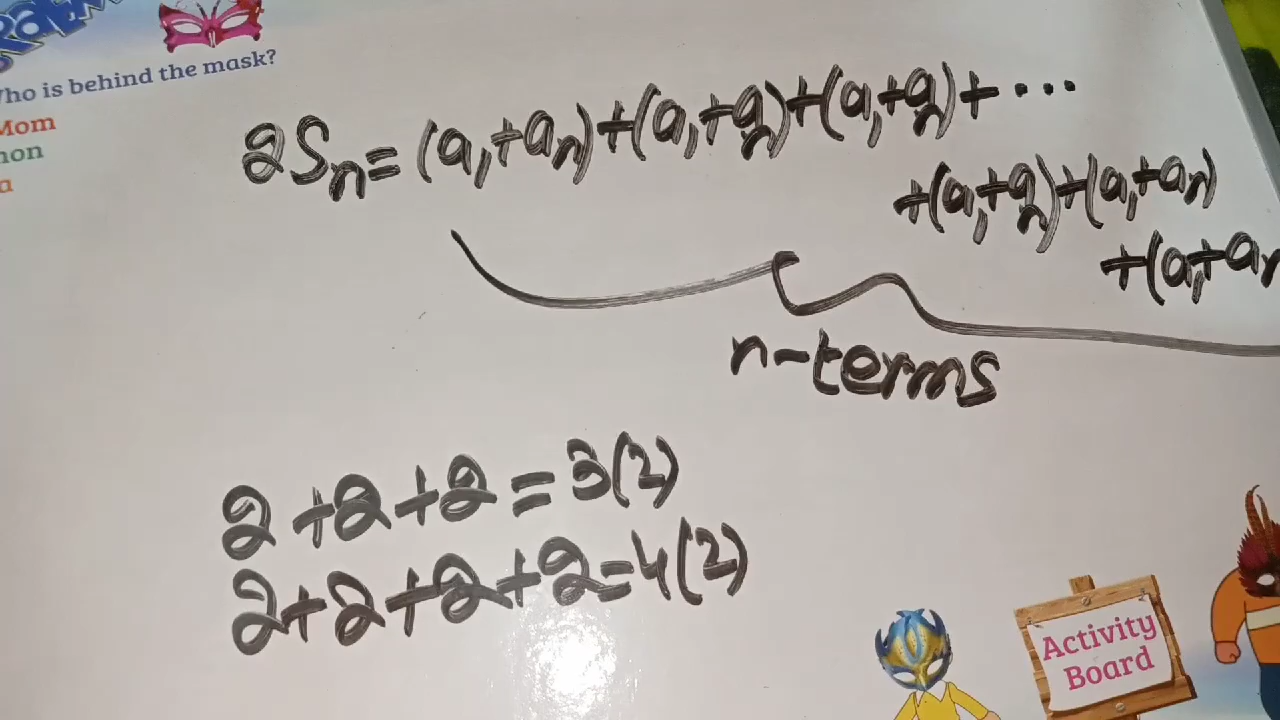 Who is behind the mask?
Mom
2Sₙ = (a₁+aₙ)+(a₁+aₙ)+(a₁+aₙ)+...
+(a₁+aₙ)+(a₁+aₙ)
+(a₁+aₙ
n-terms
2+2+2=3(2)
2+2+2+2=4(2)
Activity
Board